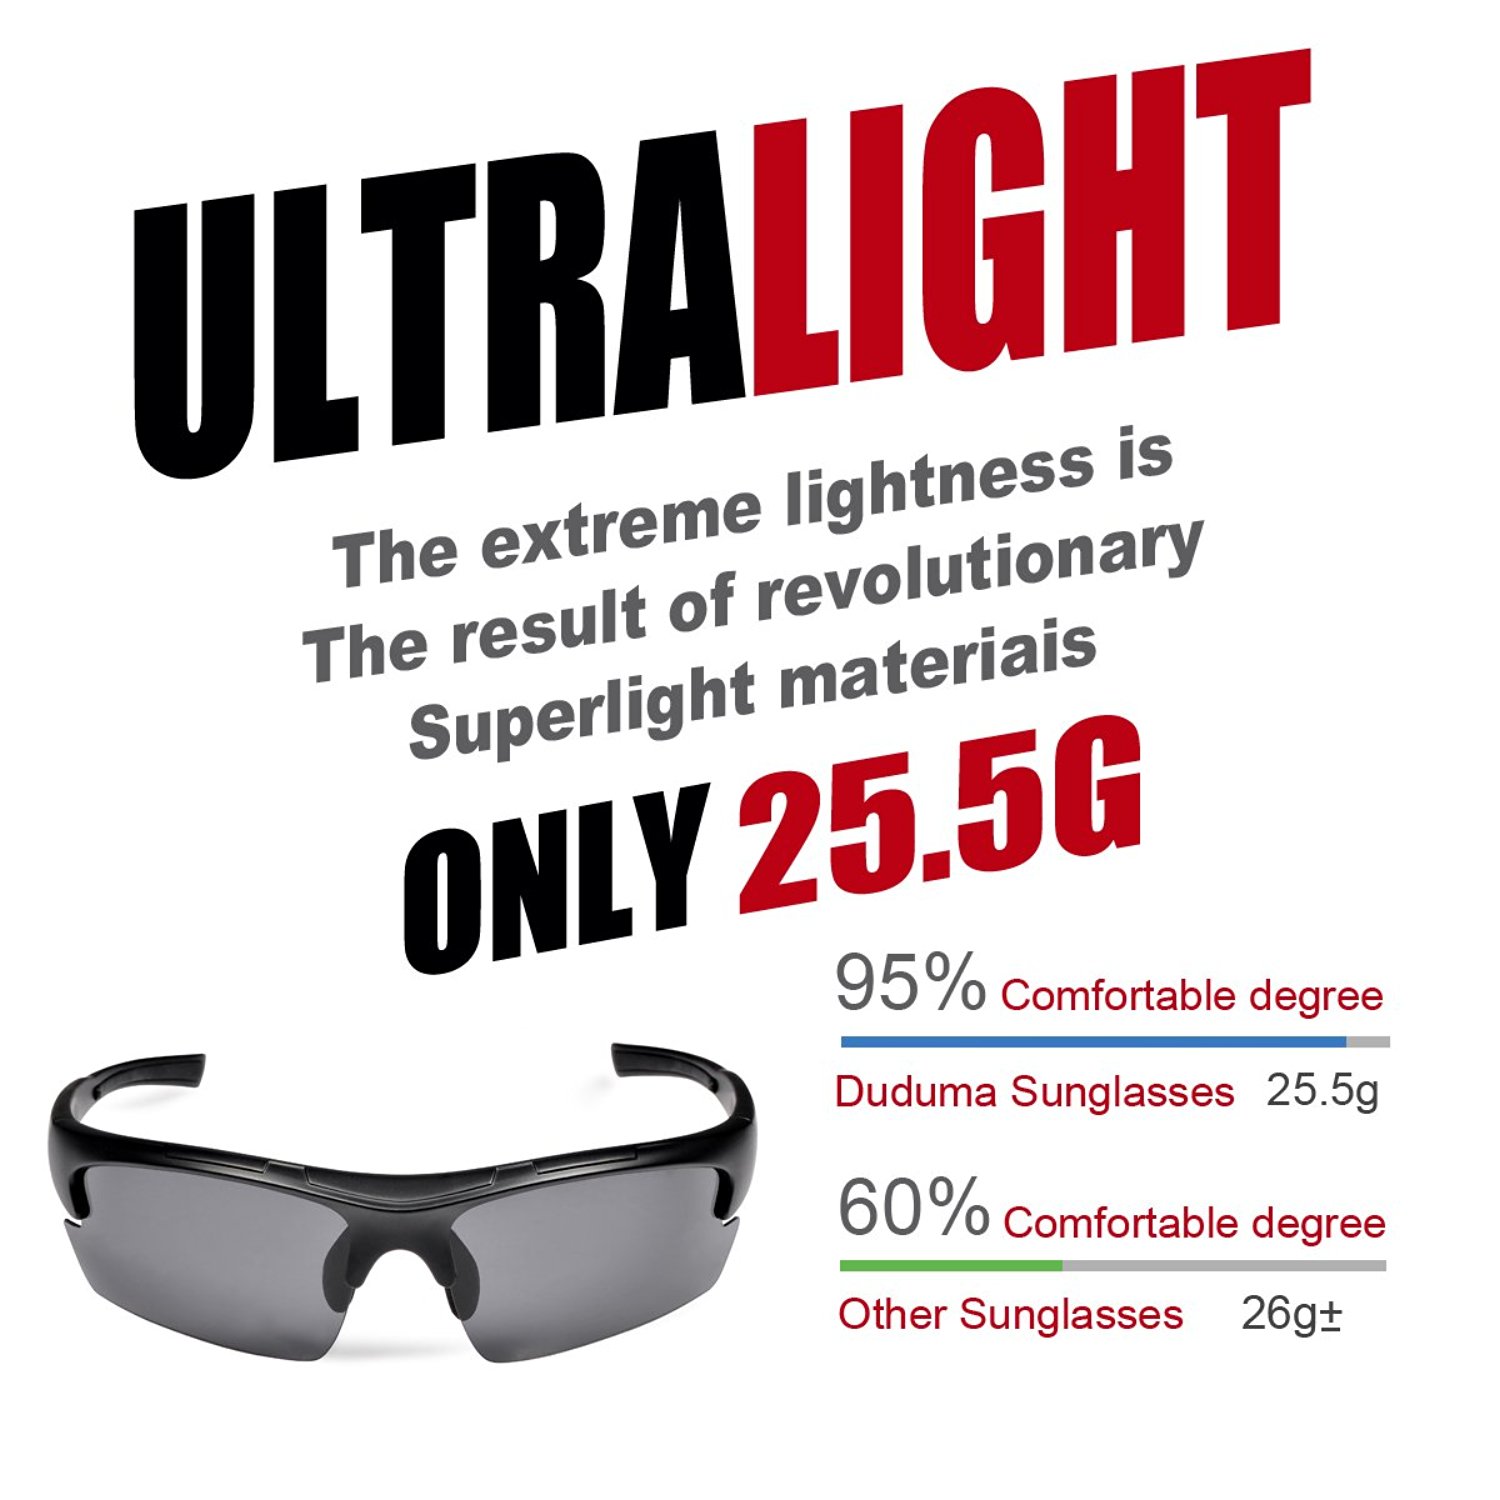 ULTRALIGHT
The extreme lightness is
The result of revolutionary
Superlight materiais
ONLY 25.5G
95% Comfortable degree
Duduma Sunglasses 25.5g
60% Comfortable degree
Other Sunglasses 26g±